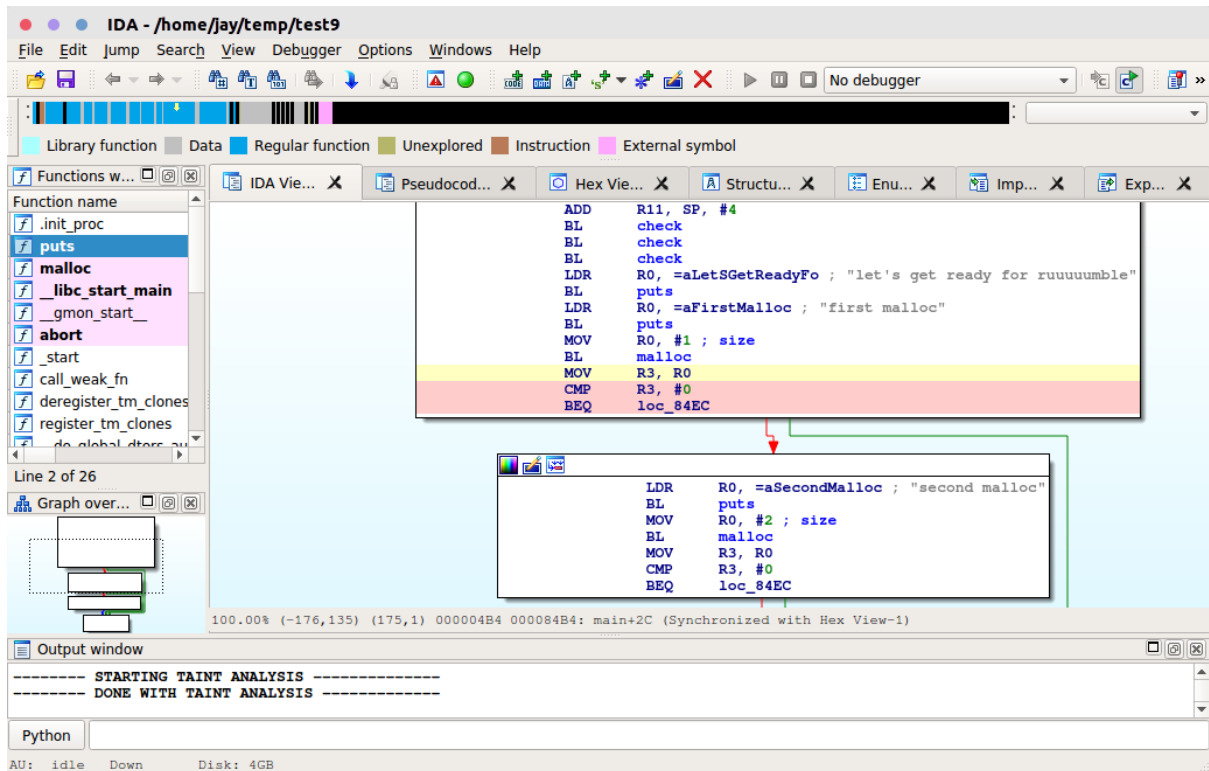 IDA - /home/jay/temp/test9
File Edit Jump Search View Debugger Options Windows Help
No debugger
Library function Data Regular function Unexplored Instruction External symbol
Functions w...
Function name
.init_proc
puts
malloc
__libc_start_main
__gmon_start__
abort
_start
call_weak_fn
deregister_tm_clones
register_tm_clones
Line 2 of 26
Graph over...
IDA Vie... Pseudocod... Hex Vie... Structu... Enu... Imp... Exp...
ADD R11, SP, #4
BL check
BL check
BL check
LDR R0, =aLetSGetReadyFo ; "let's get ready for ruuuuumble"
BL puts
LDR R0, =aFirstMalloc ; "first malloc"
BL puts
MOV R0, #1 ; size
BL malloc
MOV R3, R0
CMP R3, #0
BEQ loc_84EC
LDR R0, =aSecondMalloc ; "second malloc"
BL puts
MOV R0, #2 ; size
BL malloc
MOV R3, R0
CMP R3, #0
BEQ loc_84EC
100.00% (-176,135) (175,1) 000004B4 000084B4: main+2C (Synchronized with Hex View-1)
Output window
-------- STARTING TAINT ANALYSIS --------------
-------- DONE WITH TAINT ANALYSIS -------------
Python
AU: idle Down Disk: 4GB